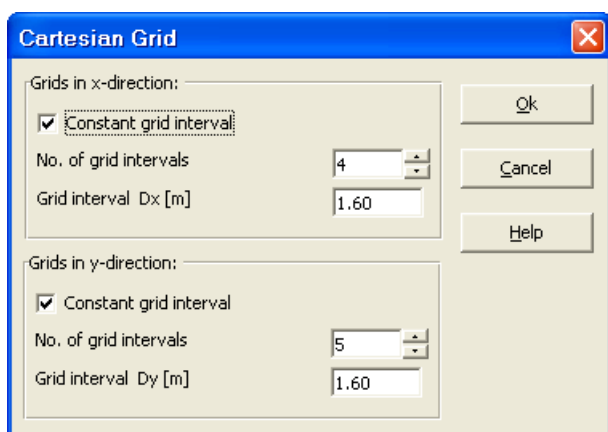 Cartesian Grid
Grids in x-direction:
Constant grid interval
No. of grid intervals
4
Grid interval Dx [m]
1.60
Grids in y-direction:
Constant grid interval
No. of grid intervals
5
Grid interval Dy [m]
1.60
Ok
Cancel
Help